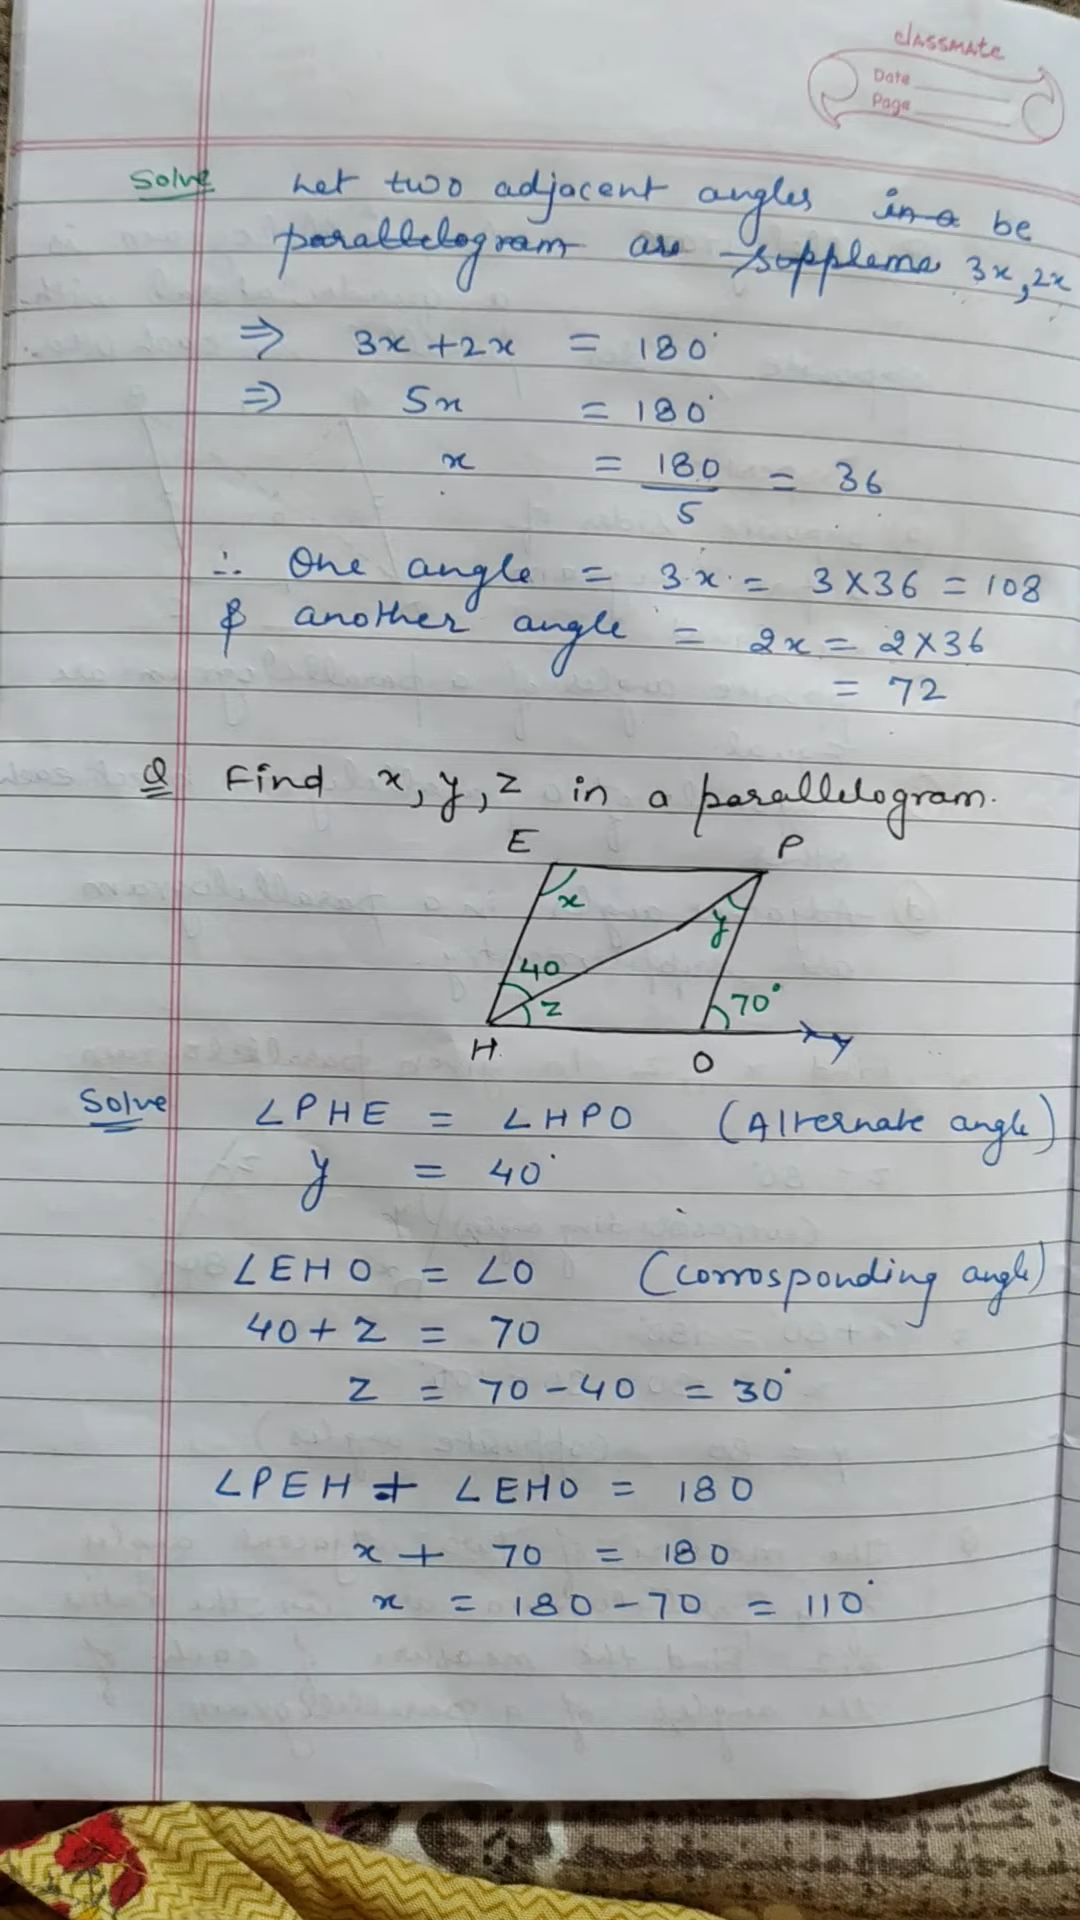 classmate
Date
Page
Solve Let two adjacent angles in a be
parallelogram are suppleme 3x, 2x
⇒ 3x + 2x = 180°
⇒ 5x = 180°
x = 180/5 = 36
∴ One angle = 3x = 3×36 = 108
& another angle = 2x = 2×36
= 72
Q Find x, y, z in a parallelogram.
E P
x
y
40
z 70°
H O
Solve ∠PHE = ∠HPO (Alternate angle)
y = 40°
∠EHO = ∠O (Corrosponding angle)
40 + z = 70
z = 70 - 40 = 30°
∠PEH + ∠EHO = 180
x + 70 = 180
x = 180 - 70 = 110°